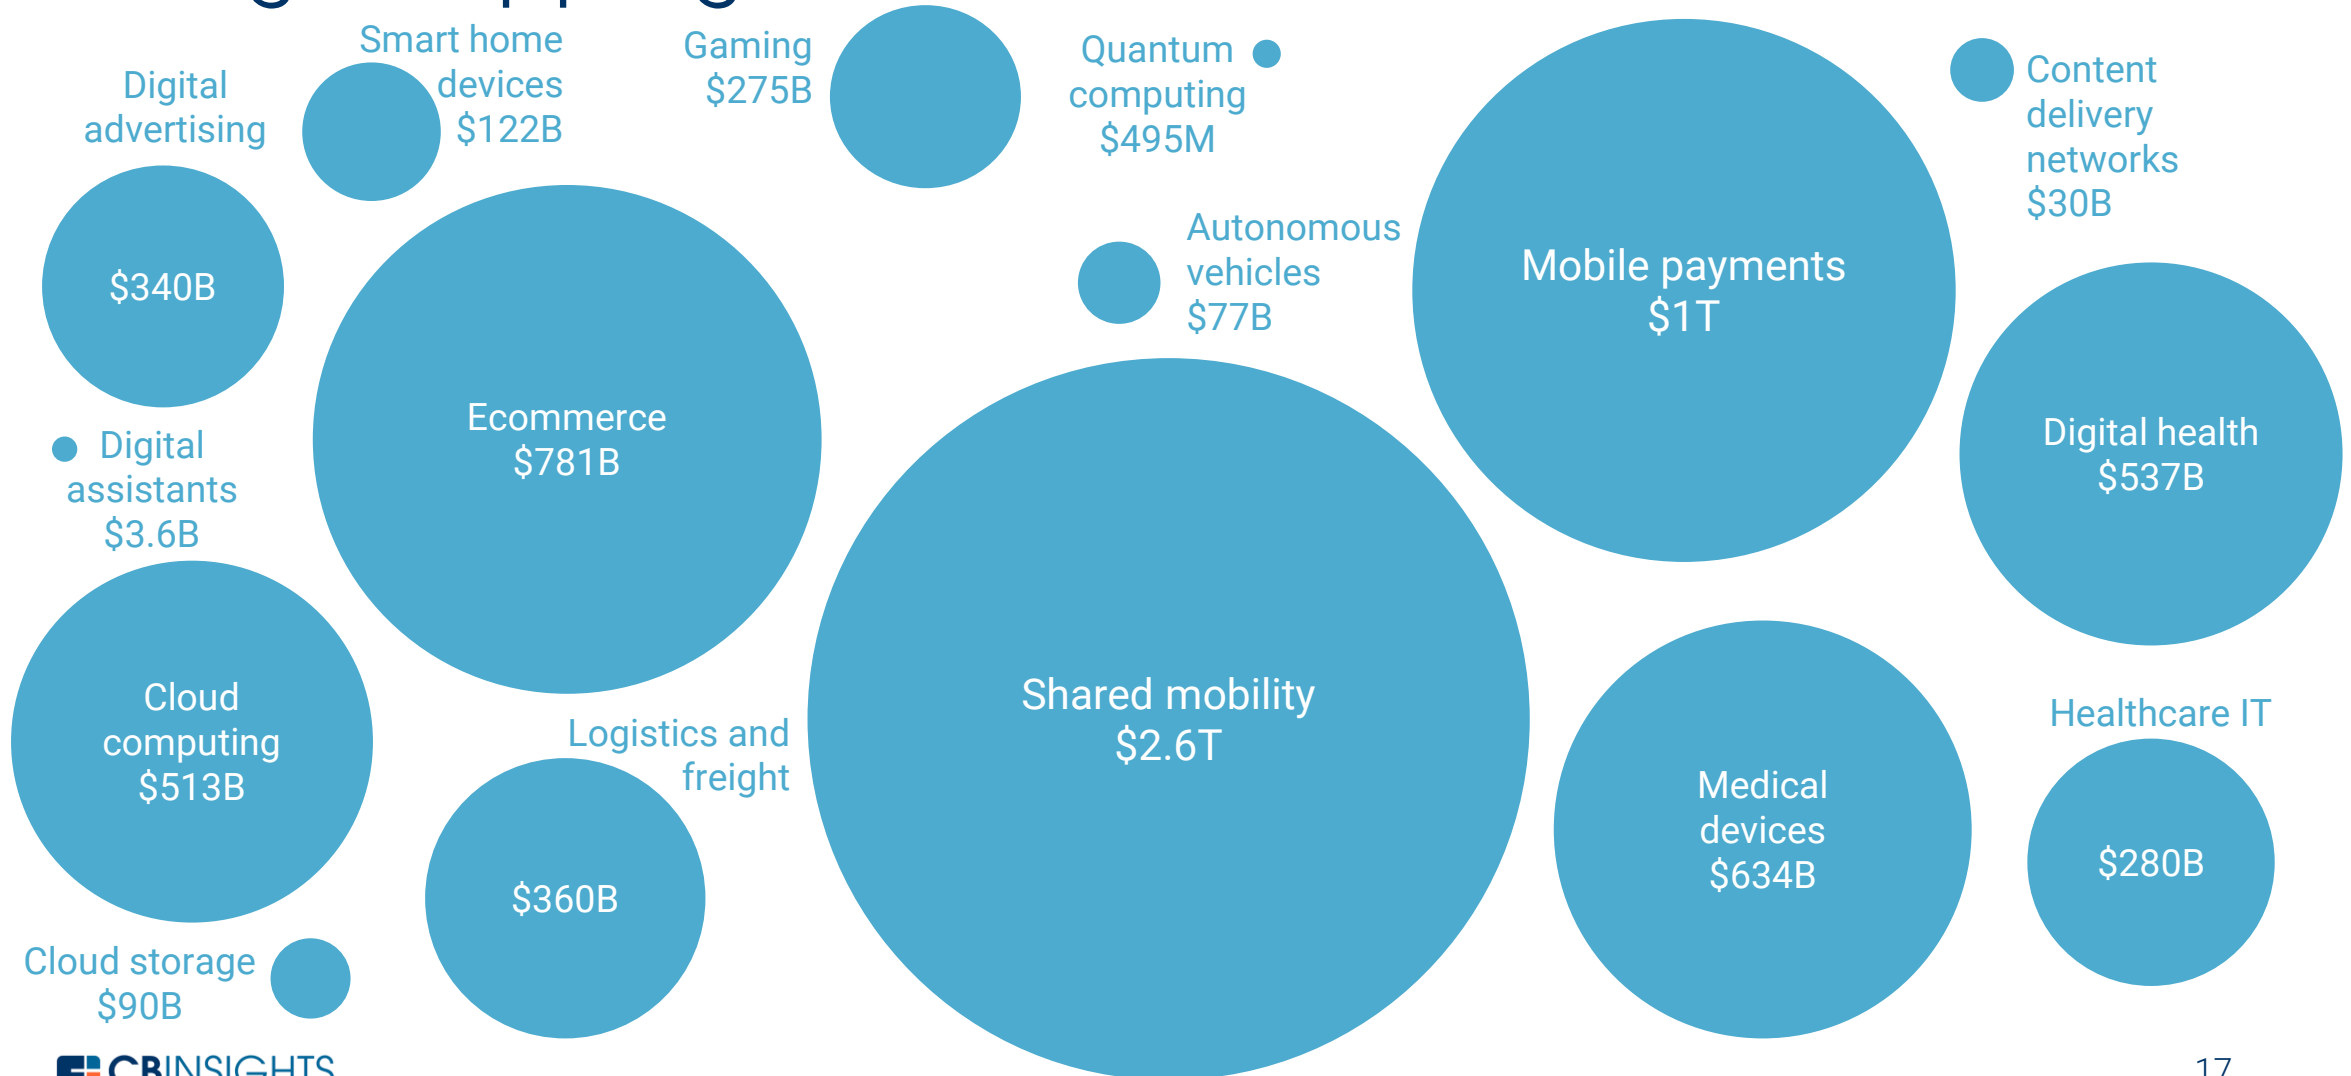 Smart home
devices
$122B
Gaming
$275B
Quantum
computing
$495M
Content
delivery
networks
$30B
Digital
advertising
$340B
Autonomous
vehicles
$77B
Mobile payments
$1T
Ecommerce
$781B
Digital health
$537B
Digital
assistants
$3.6B
Cloud
computing
$513B
Logistics and
freight
$360B
Shared mobility
$2.6T
Medical
devices
$634B
Healthcare IT
$280B
Cloud storage
$90B
CBINSIGHTS
17